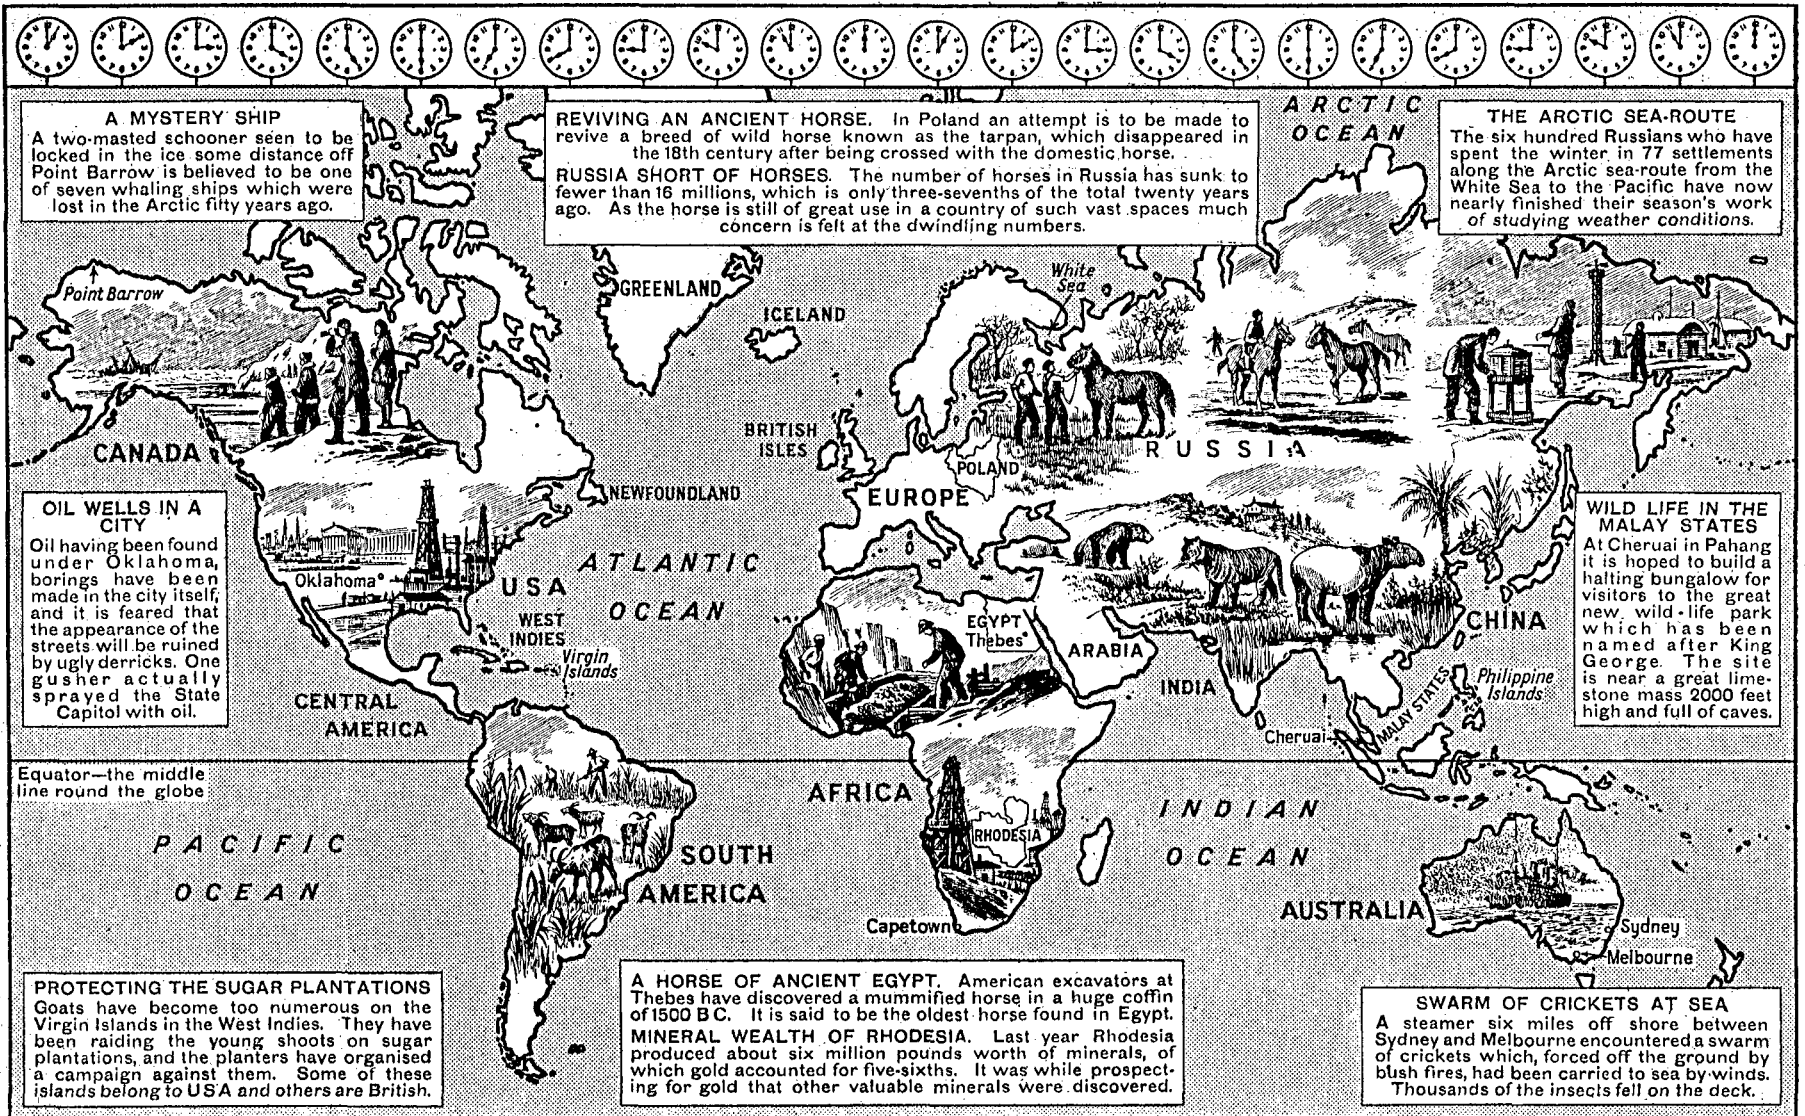 A MYSTERY SHIP
A two-masted schooner seen to be
locked in the ice some distance off
Point Barrow is believed to be one
of seven whaling ships which were
lost in the Arctic fifty years ago.
REVIVING AN ANCIENT HORSE. In Poland an attempt is to be made to
revive a breed of wild horse known as the tarpan, which disappeared in
the 18th century after being crossed with the domestic horse.
RUSSIA SHORT OF HORSES. The number of horses in Russia has sunk to
fewer than 16 millions, which is only three-sevenths of the total twenty years
ago. As the horse is still of great use in a country of such vast spaces much
concern is felt at the dwindling numbers.
ARCTIC
OCEAN
THE ARCTIC SEA-ROUTE
The six hundred Russians who have
spent the winter in 77 settlements
along the Arctic sea-route from the
White Sea to the Pacific have now
nearly finished their season's work
of studying weather conditions.
Point Barrow
GREENLAND
ICELAND
White
Sea
CANADA
BRITISH
ISLES
RUSSIA
POLAND
EUROPE
NEWFOUNDLAND
OIL WELLS IN A
CITY
Oil having been found
under Oklahoma,
borings have been
made in the city itself,
and it is feared that
the appearance of the
streets will be ruined
by ugly derricks. One
gusher actually
sprayed the State
Capitol with oil.
Oklahoma
USA
ATLANTIC
OCEAN
WEST
INDIES
Virgin
Islands
EGYPT
Thebes
ARABIA
INDIA
CHINA
WILD LIFE IN THE
MALAY STATES
At Cheruai in Pahang
it is hoped to build a
halting bungalow for
visitors to the great
new wild-life park
which has been
named after King
George. The site
is near a great lime-
stone mass 2000 feet
high and full of caves.
Philippine
Islands
MALAY STATES
Cheruai
CENTRAL
AMERICA
Equator—the middle
line round the globe
PACIFIC
OCEAN
SOUTH
AMERICA
AFRICA
RHODESIA
Capetown
INDIAN
OCEAN
AUSTRALIA
Sydney
Melbourne
PROTECTING THE SUGAR PLANTATIONS
Goats have become too numerous on the
Virgin Islands in the West Indies. They have
been raiding the young shoots on sugar
plantations, and the planters have organised
a campaign against them. Some of these
islands belong to USA and others are British.
A HORSE OF ANCIENT EGYPT. American excavators at
Thebes have discovered a mummified horse in a huge coffin
of 1500 BC. It is said to be the oldest horse found in Egypt.
MINERAL WEALTH OF RHODESIA. Last year Rhodesia
produced about six million pounds worth of minerals, of
which gold accounted for five-sixths. It was while prospect-
ing for gold that other valuable minerals were discovered.
SWARM OF CRICKETS AT SEA
A steamer six miles off shore between
Sydney and Melbourne encountered a swarm
of crickets which, forced off the ground by
bush fires, had been carried to sea by winds.
Thousands of the insects fell on the deck.